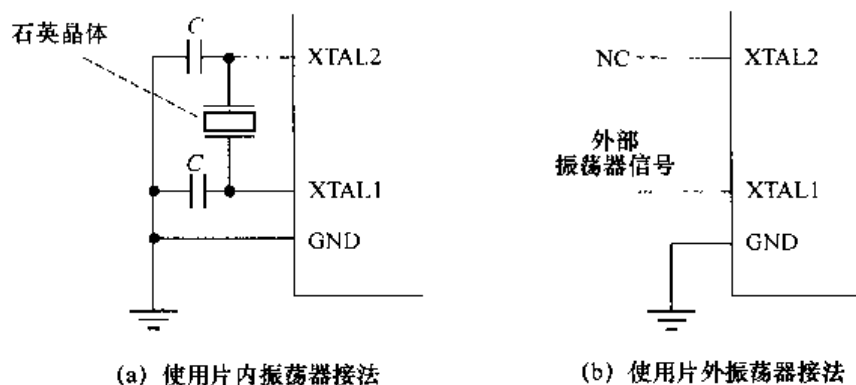 石英晶体
C
XTAL2
C
XTAL1
GND
(a) 使用片内振荡器接法
NC
XTAL2
外部
振荡器信号
XTAL1
GND
(b) 使用片外振荡器接法